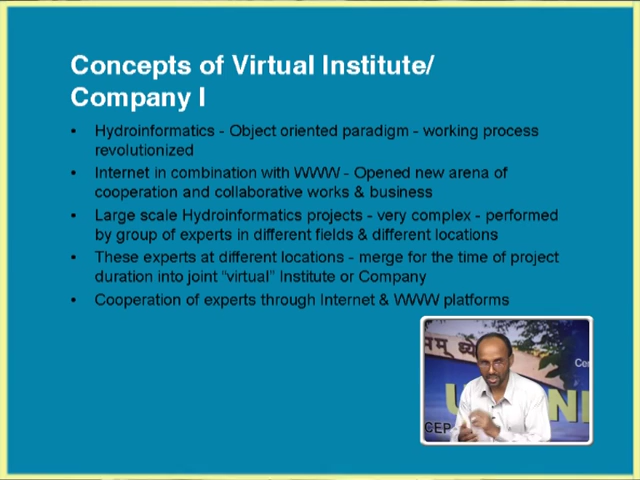 Concepts of Virtual Institute/
Company I
• Hydroinformatics - Object oriented paradigm - working process
revolutionized
• Internet in combination with WWW - Opened new arena of
cooperation and collaborative works & business
• Large scale Hydroinformatics projects - very complex - performed
by group of experts in different fields & different locations
• These experts at different locations - merge for the time of project
duration into joint “virtual” Institute or Company
• Cooperation of experts through Internet & WWW platforms
CEP